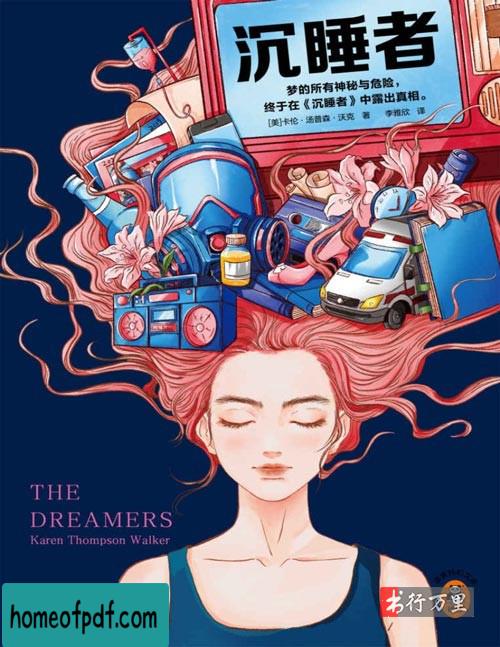 沉睡者
梦的所有神秘与危险，
终于在《沉睡者》中露出真相。
[美]卡伦·汤普森·沃克 著 李雅欣 译
THE
DREAMERS
Karen Thompson Walker
书行万里
homeofpdf.com